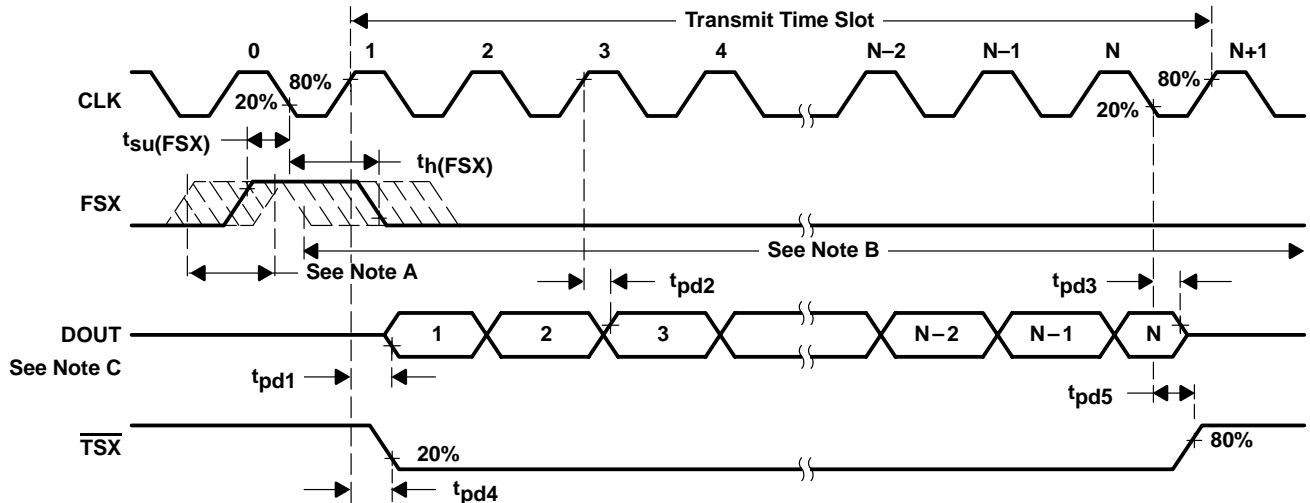 Transmit Time Slot
0 1 2 3 4 N–2 N–1 N N+1
CLK
80%
20%
80%
20%
tsu(FSX)
th(FSX)
FSX
See Note A
See Note B
tpd2
tpd3
DOUT
1 2 3 N–2 N–1 N
See Note C
tpd1
tpd5
TSX
20%
80%
tpd4